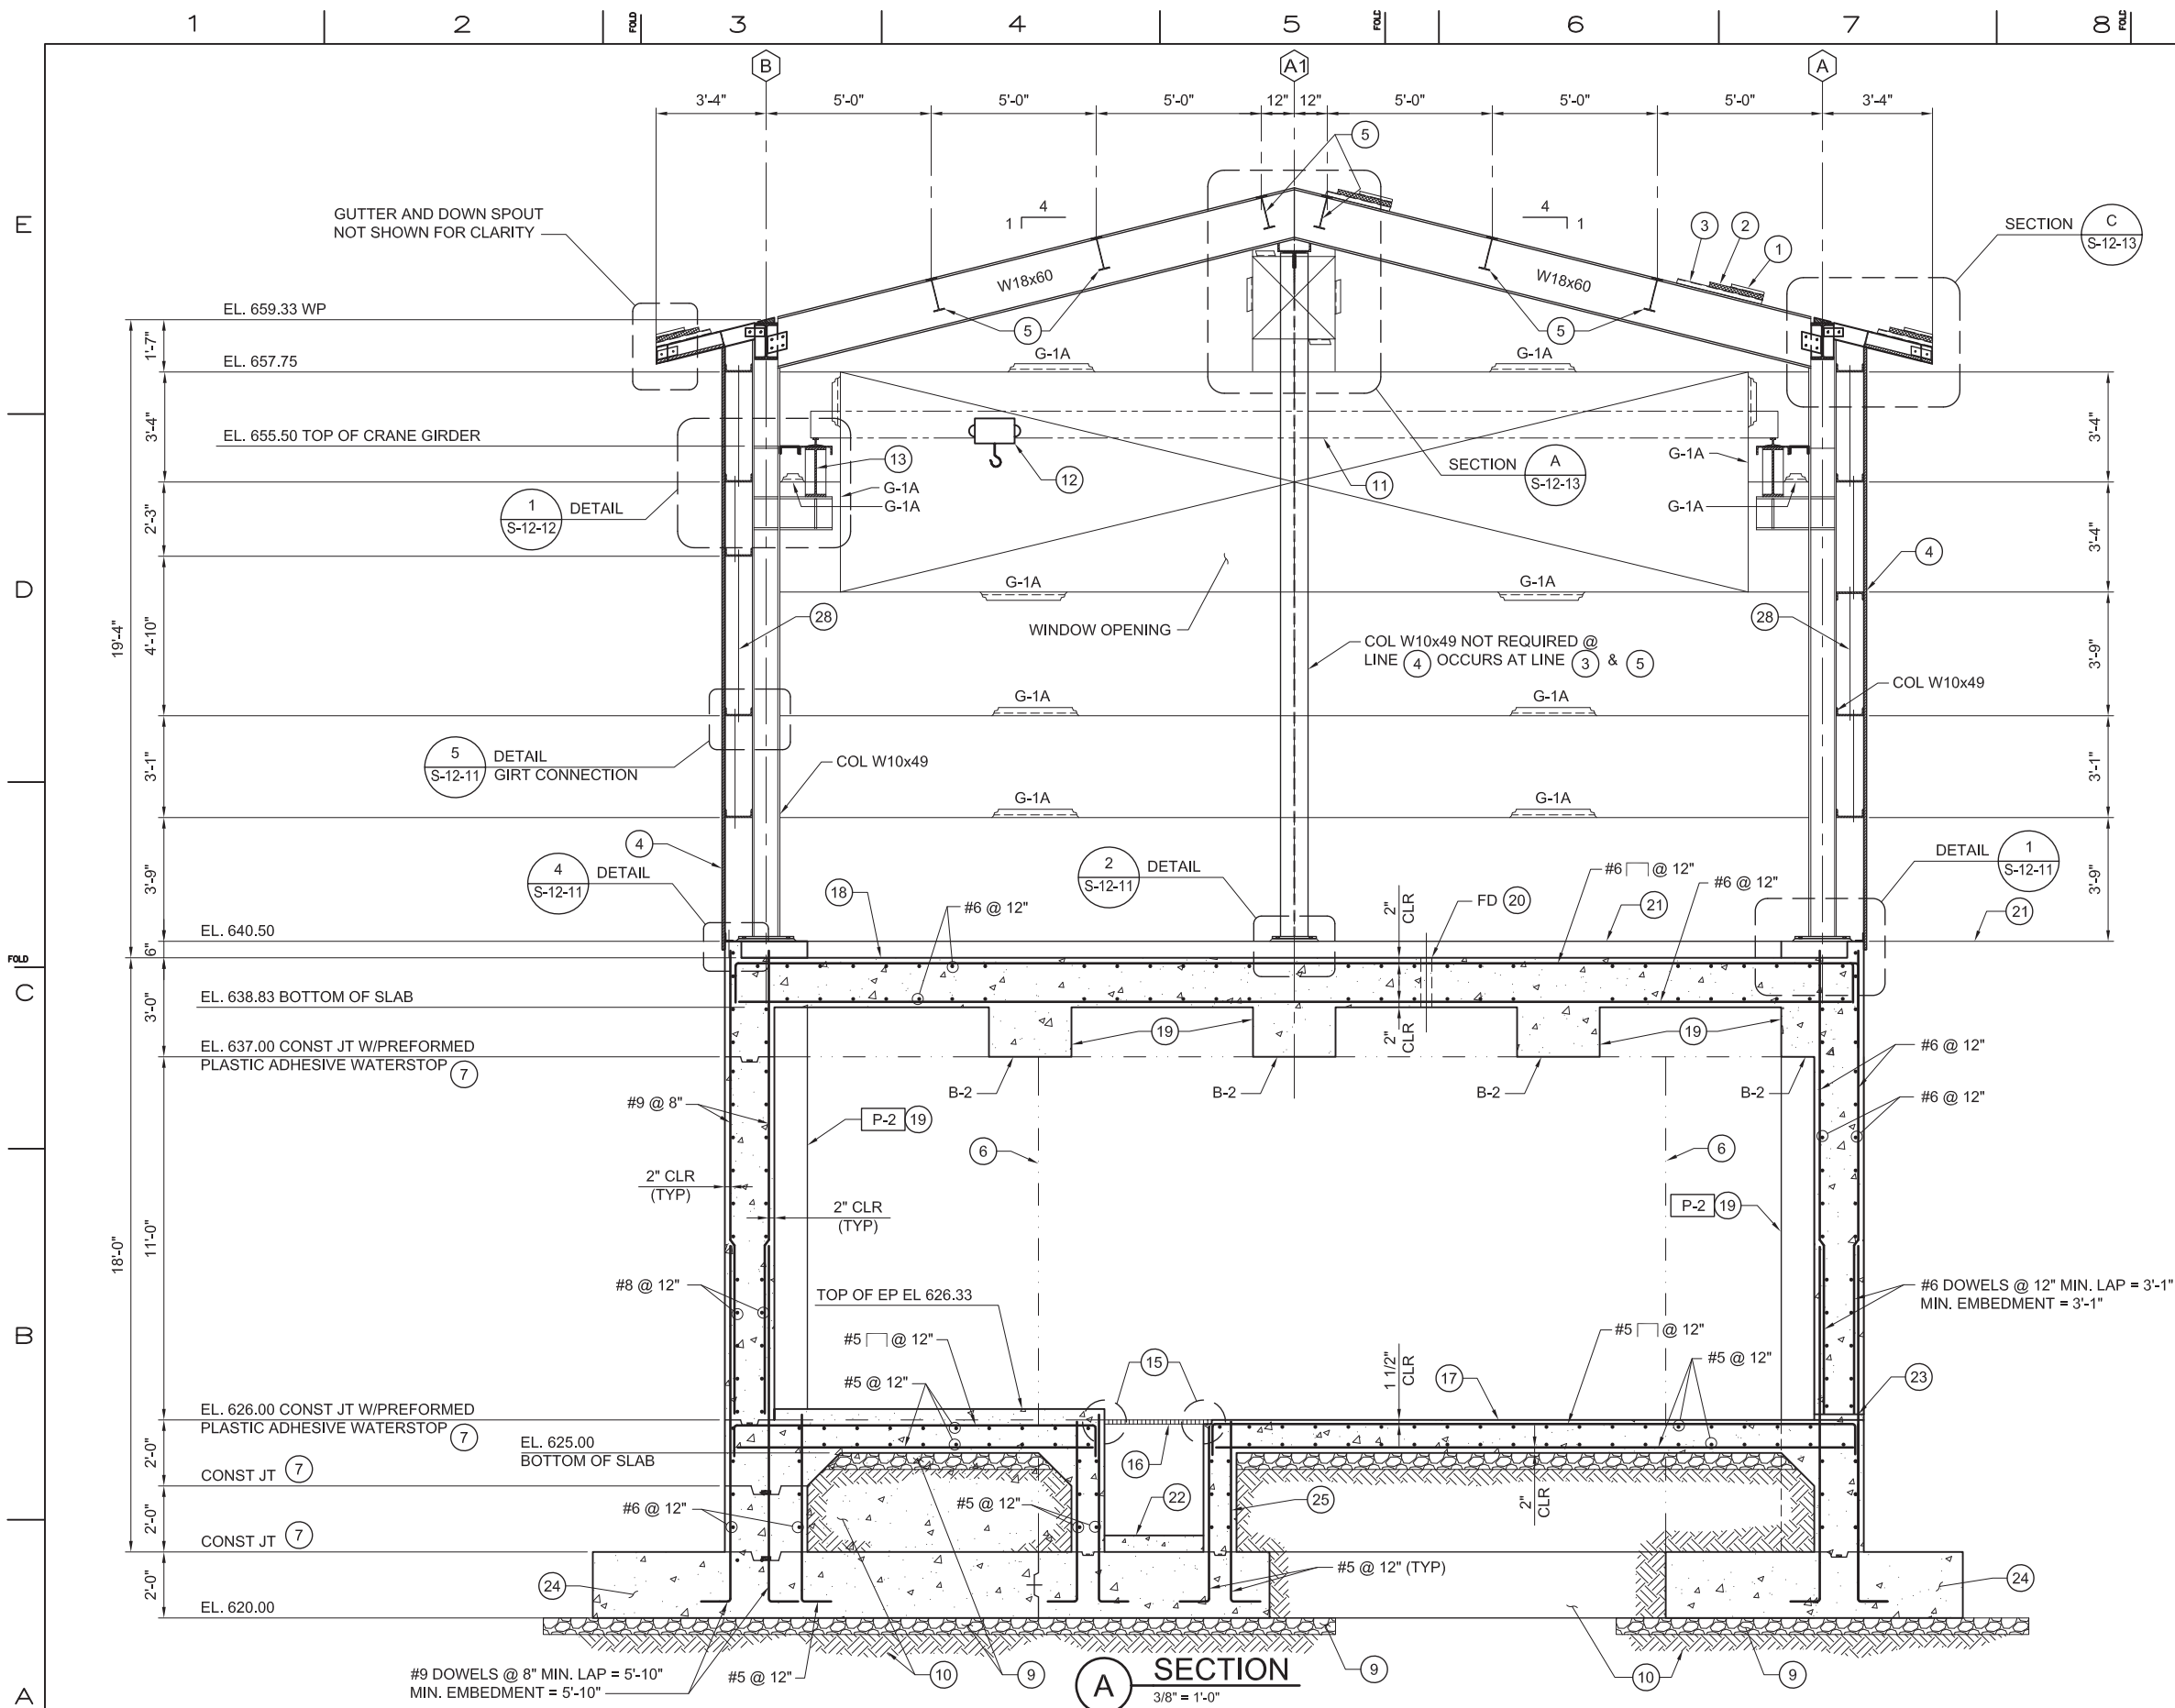 1 2 FOLD 3 4 5 FOLD 6 7 8 FOLD
B A1 A
3'-4" 5'-0" 5'-0" 5'-0" 12" 12" 5'-0" 5'-0" 5'-0" 3'-4"
5
E
GUTTER AND DOWN SPOUT
NOT SHOWN FOR CLARITY
4
1
4
1
3 2 1
SECTION C
S-12-13
W18x60
W18x60
5
5
EL. 659.33 WP
1'-7"
EL. 657.75
G-1A
G-1A
3'-4"
3'-4"
EL. 655.50 TOP OF CRANE GIRDER
13
12
11
SECTION A
S-12-13
G-1A
G-1A
G-1A
G-1A
1 DETAIL
S-12-12
2'-3"
3'-4"
4
D
G-1A
G-1A
28
WINDOW OPENING
28
19'-4"
4'-10"
3'-9"
COL W10x49 NOT REQUIRED @
LINE 4 OCCURS AT LINE 3 & 5
COL W10x49
G-1A
G-1A
5 DETAIL
S-12-11 GIRT CONNECTION
3'-1"
3'-1"
COL W10x49
G-1A
G-1A
4
4 DETAIL
S-12-11
3'-9"
3'-9"
2 DETAIL
S-12-11
DETAIL 1
S-12-11
18
#6 @ 12"
2"
CLR
FD 20
#6 @ 12"
#6 @ 12"
21
21
EL. 640.50
6"
FOLD
C
EL. 638.83 BOTTOM OF SLAB
3'-0"
19
2"
CLR
19
EL. 637.00 CONST JT W/PREFORMED
PLASTIC ADHESIVE WATERSTOP 7
#6 @ 12"
B-2
B-2
B-2
B-2
#6 @ 12"
#9 @ 8"
P-2 19
6
6
2" CLR
(TYP)
2" CLR
(TYP)
P-2 19
18'-0"
11'-0"
#8 @ 12"
TOP OF EP EL 626.33
#6 DOWELS @ 12" MIN. LAP = 3'-1"
MIN. EMBEDMENT = 3'-1"
B
#5 @ 12"
#5 @ 12"
15
1 1/2"
CLR
17
#5 @ 12"
#5 @ 12"
23
EL. 626.00 CONST JT W/PREFORMED
PLASTIC ADHESIVE WATERSTOP 7
EL. 625.00
BOTTOM OF SLAB
2'-0"
16
CONST JT 7
#6 @ 12"
#5 @ 12"
22
25
2"
CLR
2'-0"
CONST JT 7
#5 @ 12" (TYP)
24
24
2'-0"
EL. 620.00
#9 DOWELS @ 8" MIN. LAP = 5'-10"
MIN. EMBEDMENT = 5'-10"
#5 @ 12"
10
9
9
10
9
A
A SECTION
3/8" = 1'-0"